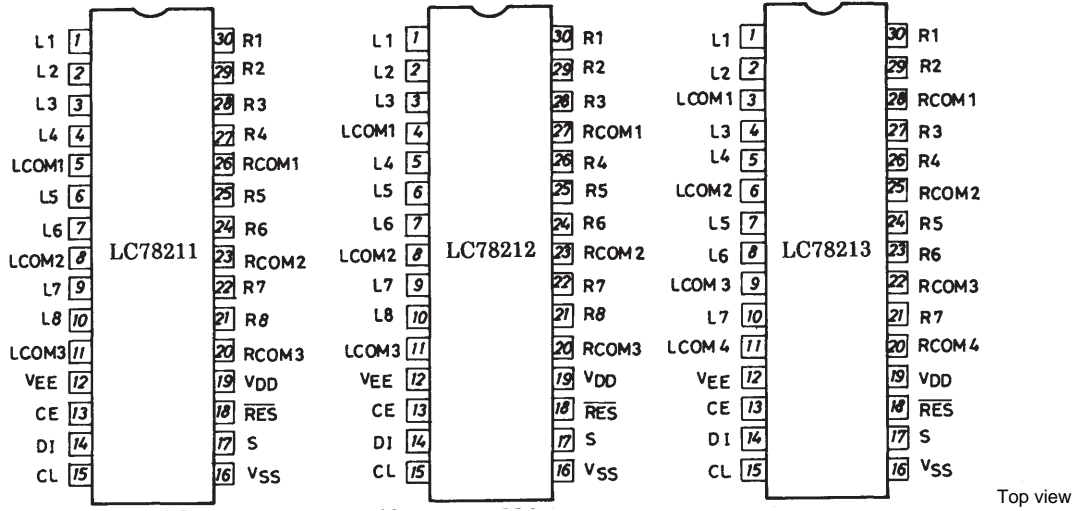 L1 1 30 R1
L2 2 29 R2
L3 3 28 R3
L4 4 27 R4
LCOM1 5 26 RCOM1
L5 6 25 R5
L6 7 24 R6
LCOM2 8 23 RCOM2
L7 9 22 R7
L8 10 21 R8
LCOM3 11 20 RCOM3
VEE 12 19 VDD
CE 13 18 RES
DI 14 17 S
CL 15 16 VSS
LC78211
L1 1 30 R1
L2 2 29 R2
L3 3 28 R3
LCOM1 4 27 RCOM1
L4 5 26 R4
L5 6 25 R5
L6 7 24 R6
LCOM2 8 23 RCOM2
L7 9 22 R7
L8 10 21 R8
LCOM3 11 20 RCOM3
VEE 12 19 VDD
CE 13 18 RES
DI 14 17 S
CL 15 16 VSS
LC78212
L1 1 30 R1
L2 2 29 R2
LCOM1 3 28 RCOM1
L3 4 27 R3
L4 5 26 R4
LCOM2 6 25 RCOM2
L5 7 24 R5
L6 8 23 R6
LCOM3 9 22 RCOM3
L7 10 21 R7
LCOM4 11 20 RCOM4
VEE 12 19 VDD
CE 13 18 RES
DI 14 17 S
CL 15 16 VSS
LC78213
Top view